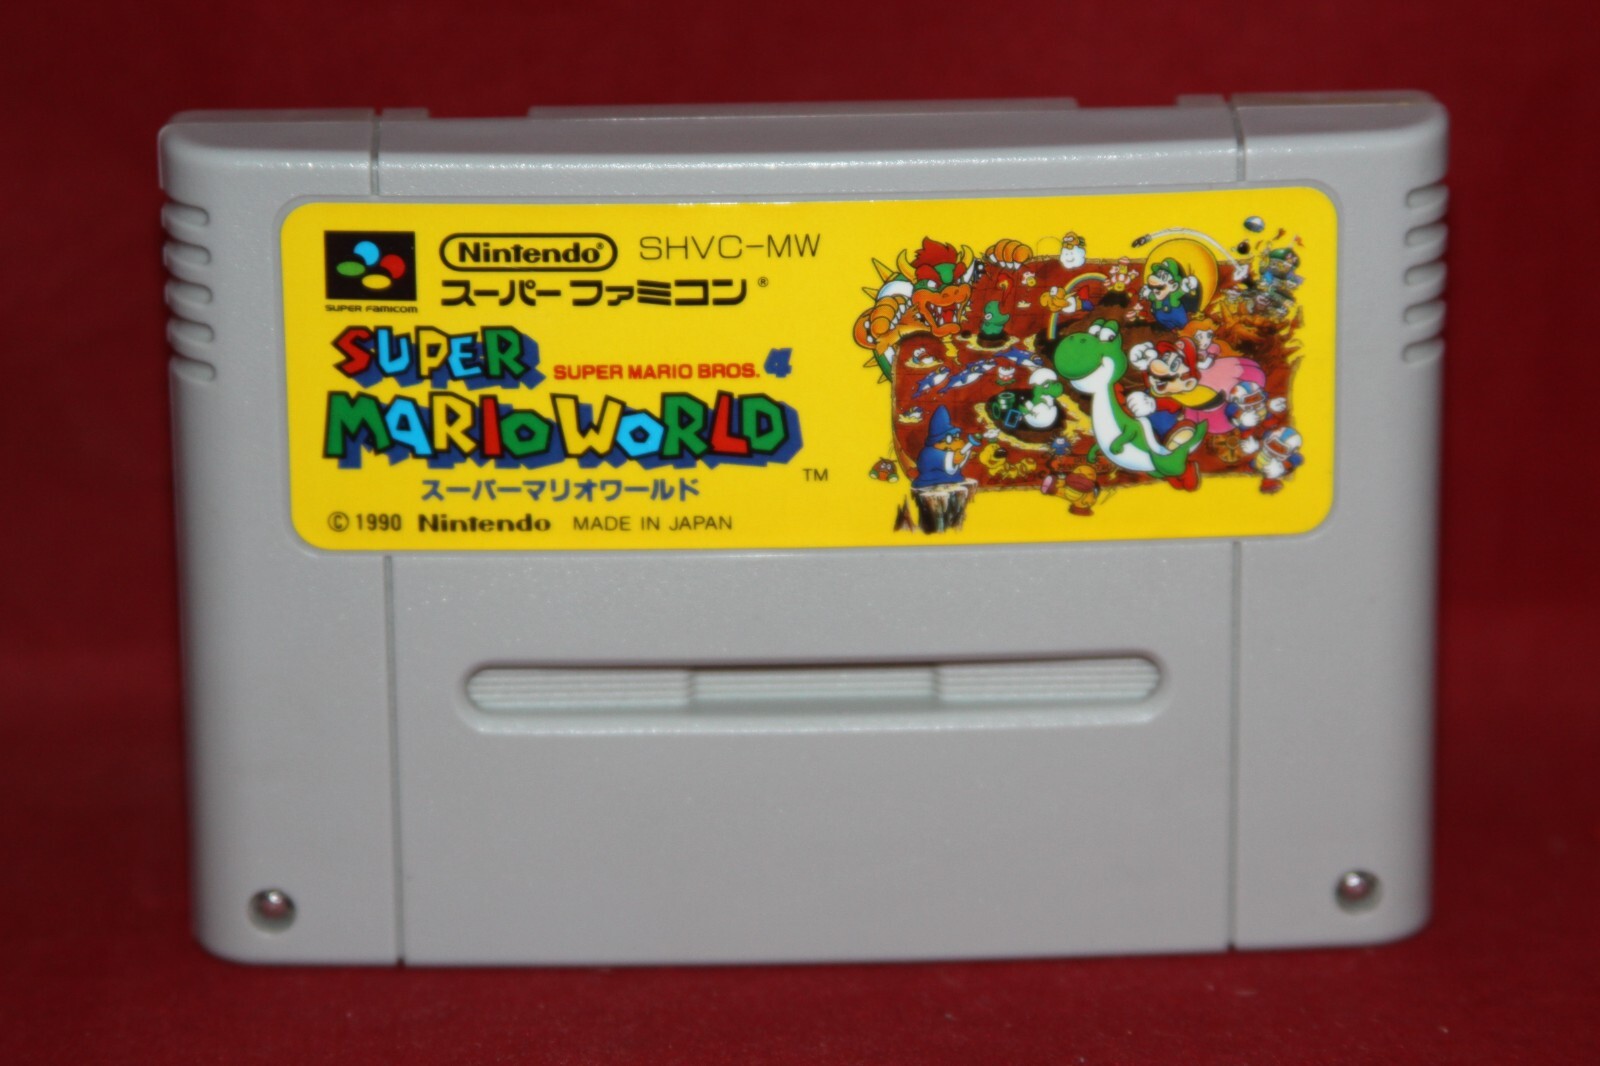 SUPER FAMICOM
Nintendo® SHVC-MW
スーパーファミコン®
SUPER
SUPER MARIO BROS. 4
MARIO WORLD
TM
スーパーマリオワールド
© 1990 Nintendo MADE IN JAPAN